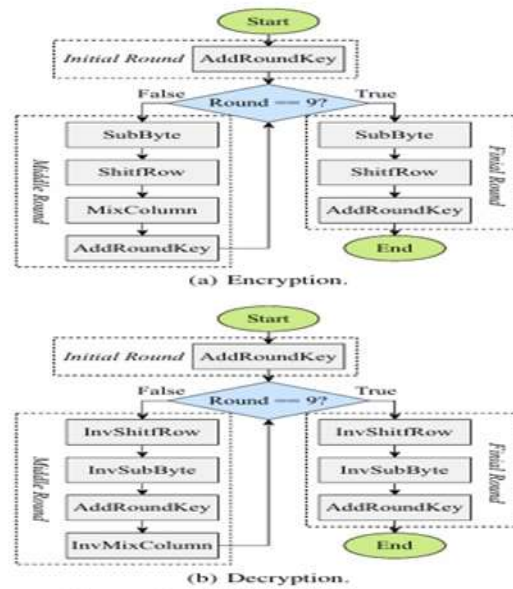 Start
Initial Round AddRoundKey
False True
Round == 9?
SubByte SubByte
ShitfRow ShitfRow
MixColumn AddRoundKey
AddRoundKey End
Middle Round
Finial Round
(a) Encryption.
Start
Initial Round AddRoundKey
False True
Round == 9?
InvShitfRow InvShitfRow
InvSubByte InvSubByte
AddRoundKey AddRoundKey
InvMixColumn End
Middle Round
Finial Round
(b) Decryption.